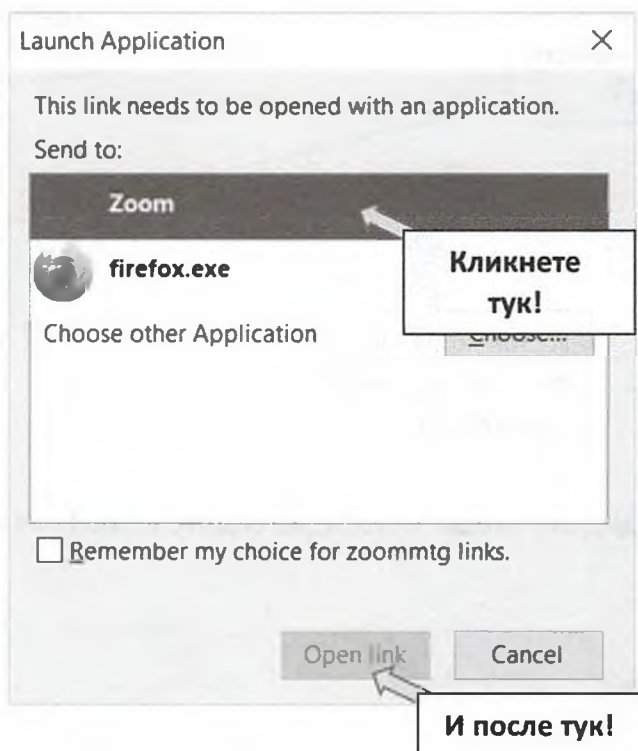 Launch Application
This link needs to be opened with an application.
Send to:
Zoom
firefox.exe
Кликнете
тук!
Choose other Application
Choose...
Remember my choice for zoommtg links.
Open link
Cancel
И после тук!